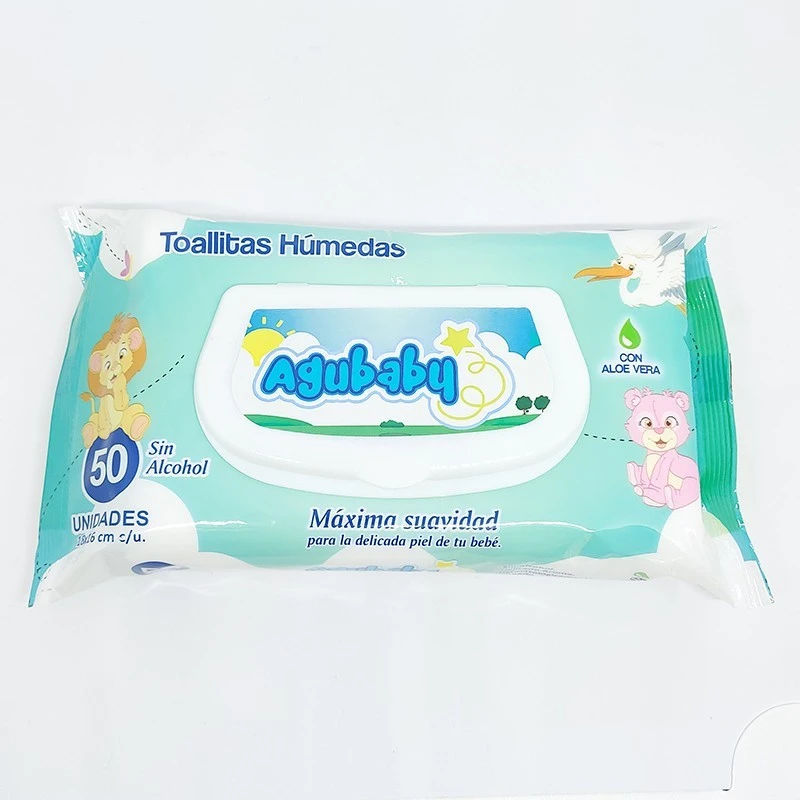 Toallitas Húmedas
Agubaby
CON
ALOE VERA
50
Sin
Alcohol
UNIDADES
cm c/u.
Máxima suavidad
para la delicada piel de tu bebé.